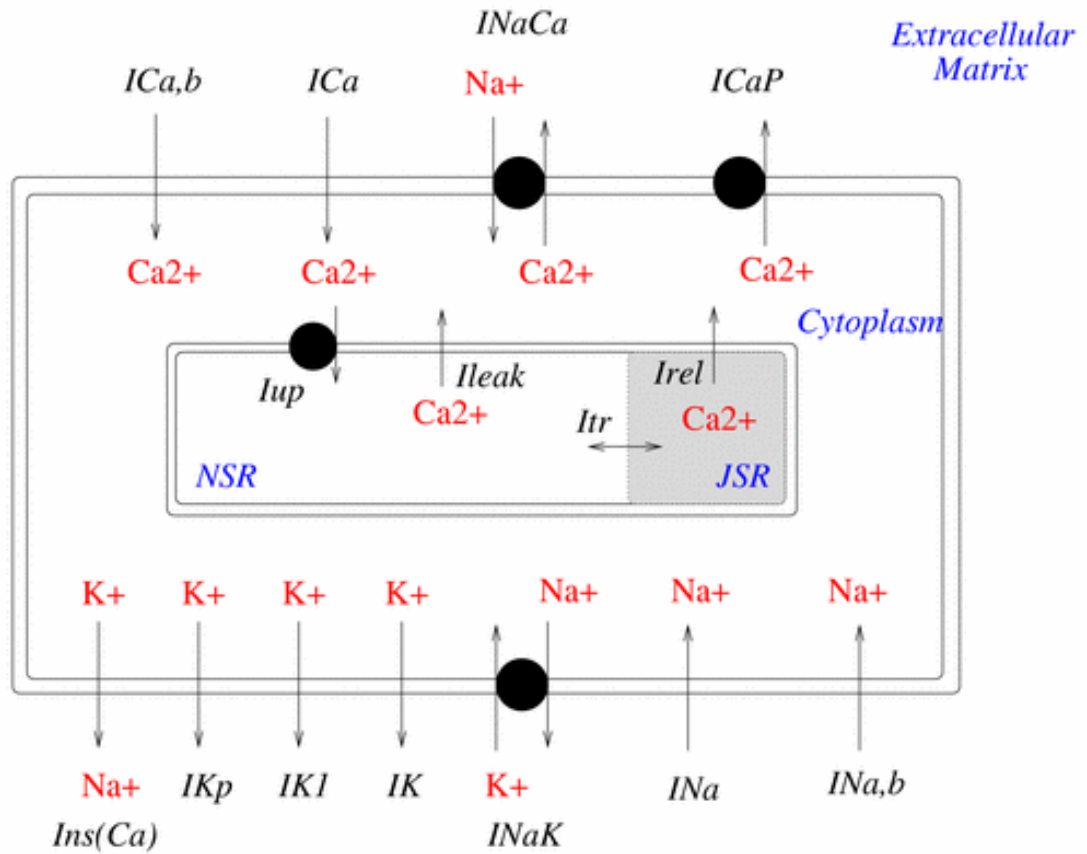 INaCa
Extracellular
Matrix
ICa,b ICa Na+ ICaP
Ca2+ Ca2+ Ca2+ Ca2+
Cytoplasm
Iup Ileak Irel
Ca2+ Itr Ca2+
NSR JSR
K+ K+ K+ K+ Na+ Na+ Na+
Na+ IKp IK1 IK K+ INa INa,b
Ins(Ca) INaK